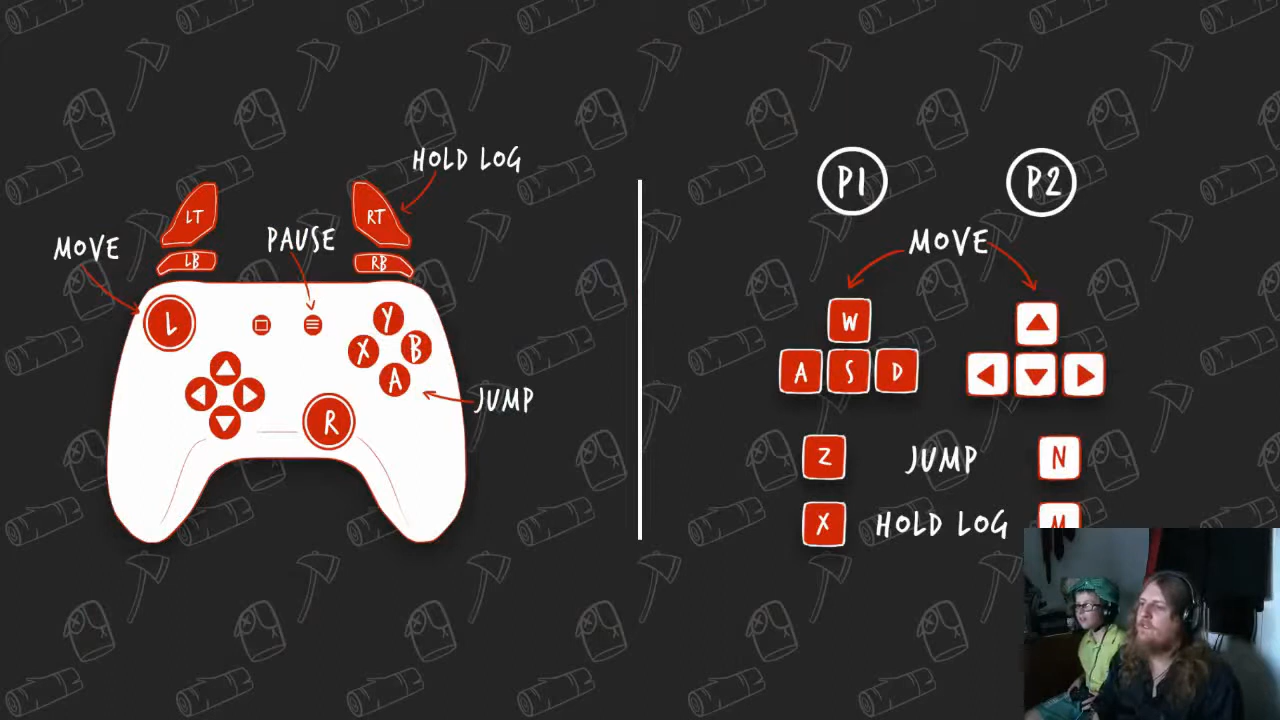 HOLD LOG
LT
RT
MOVE
PAUSE
LB
RB
L
Y
X
B
A
R
JUMP
P1
P2
MOVE
W
A S D
Z JUMP N
X HOLD LOG M